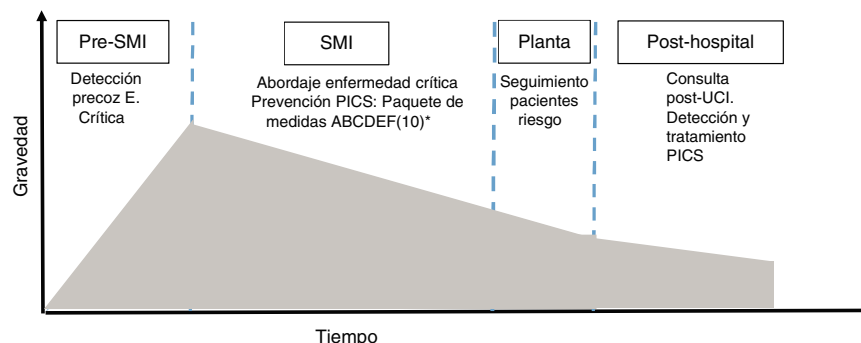 Pre-SMI
SMI
Planta
Post-hospital
Detección
precoz E.
Crítica
Abordaje enfermedad crítica
Prevención PICS: Paquete de
medidas ABCDEF(10)*
Seguimiento
pacientes
riesgo
Consulta
post-UCI.
Detección y
tratamiento
PICS
Gravedad
Tiempo